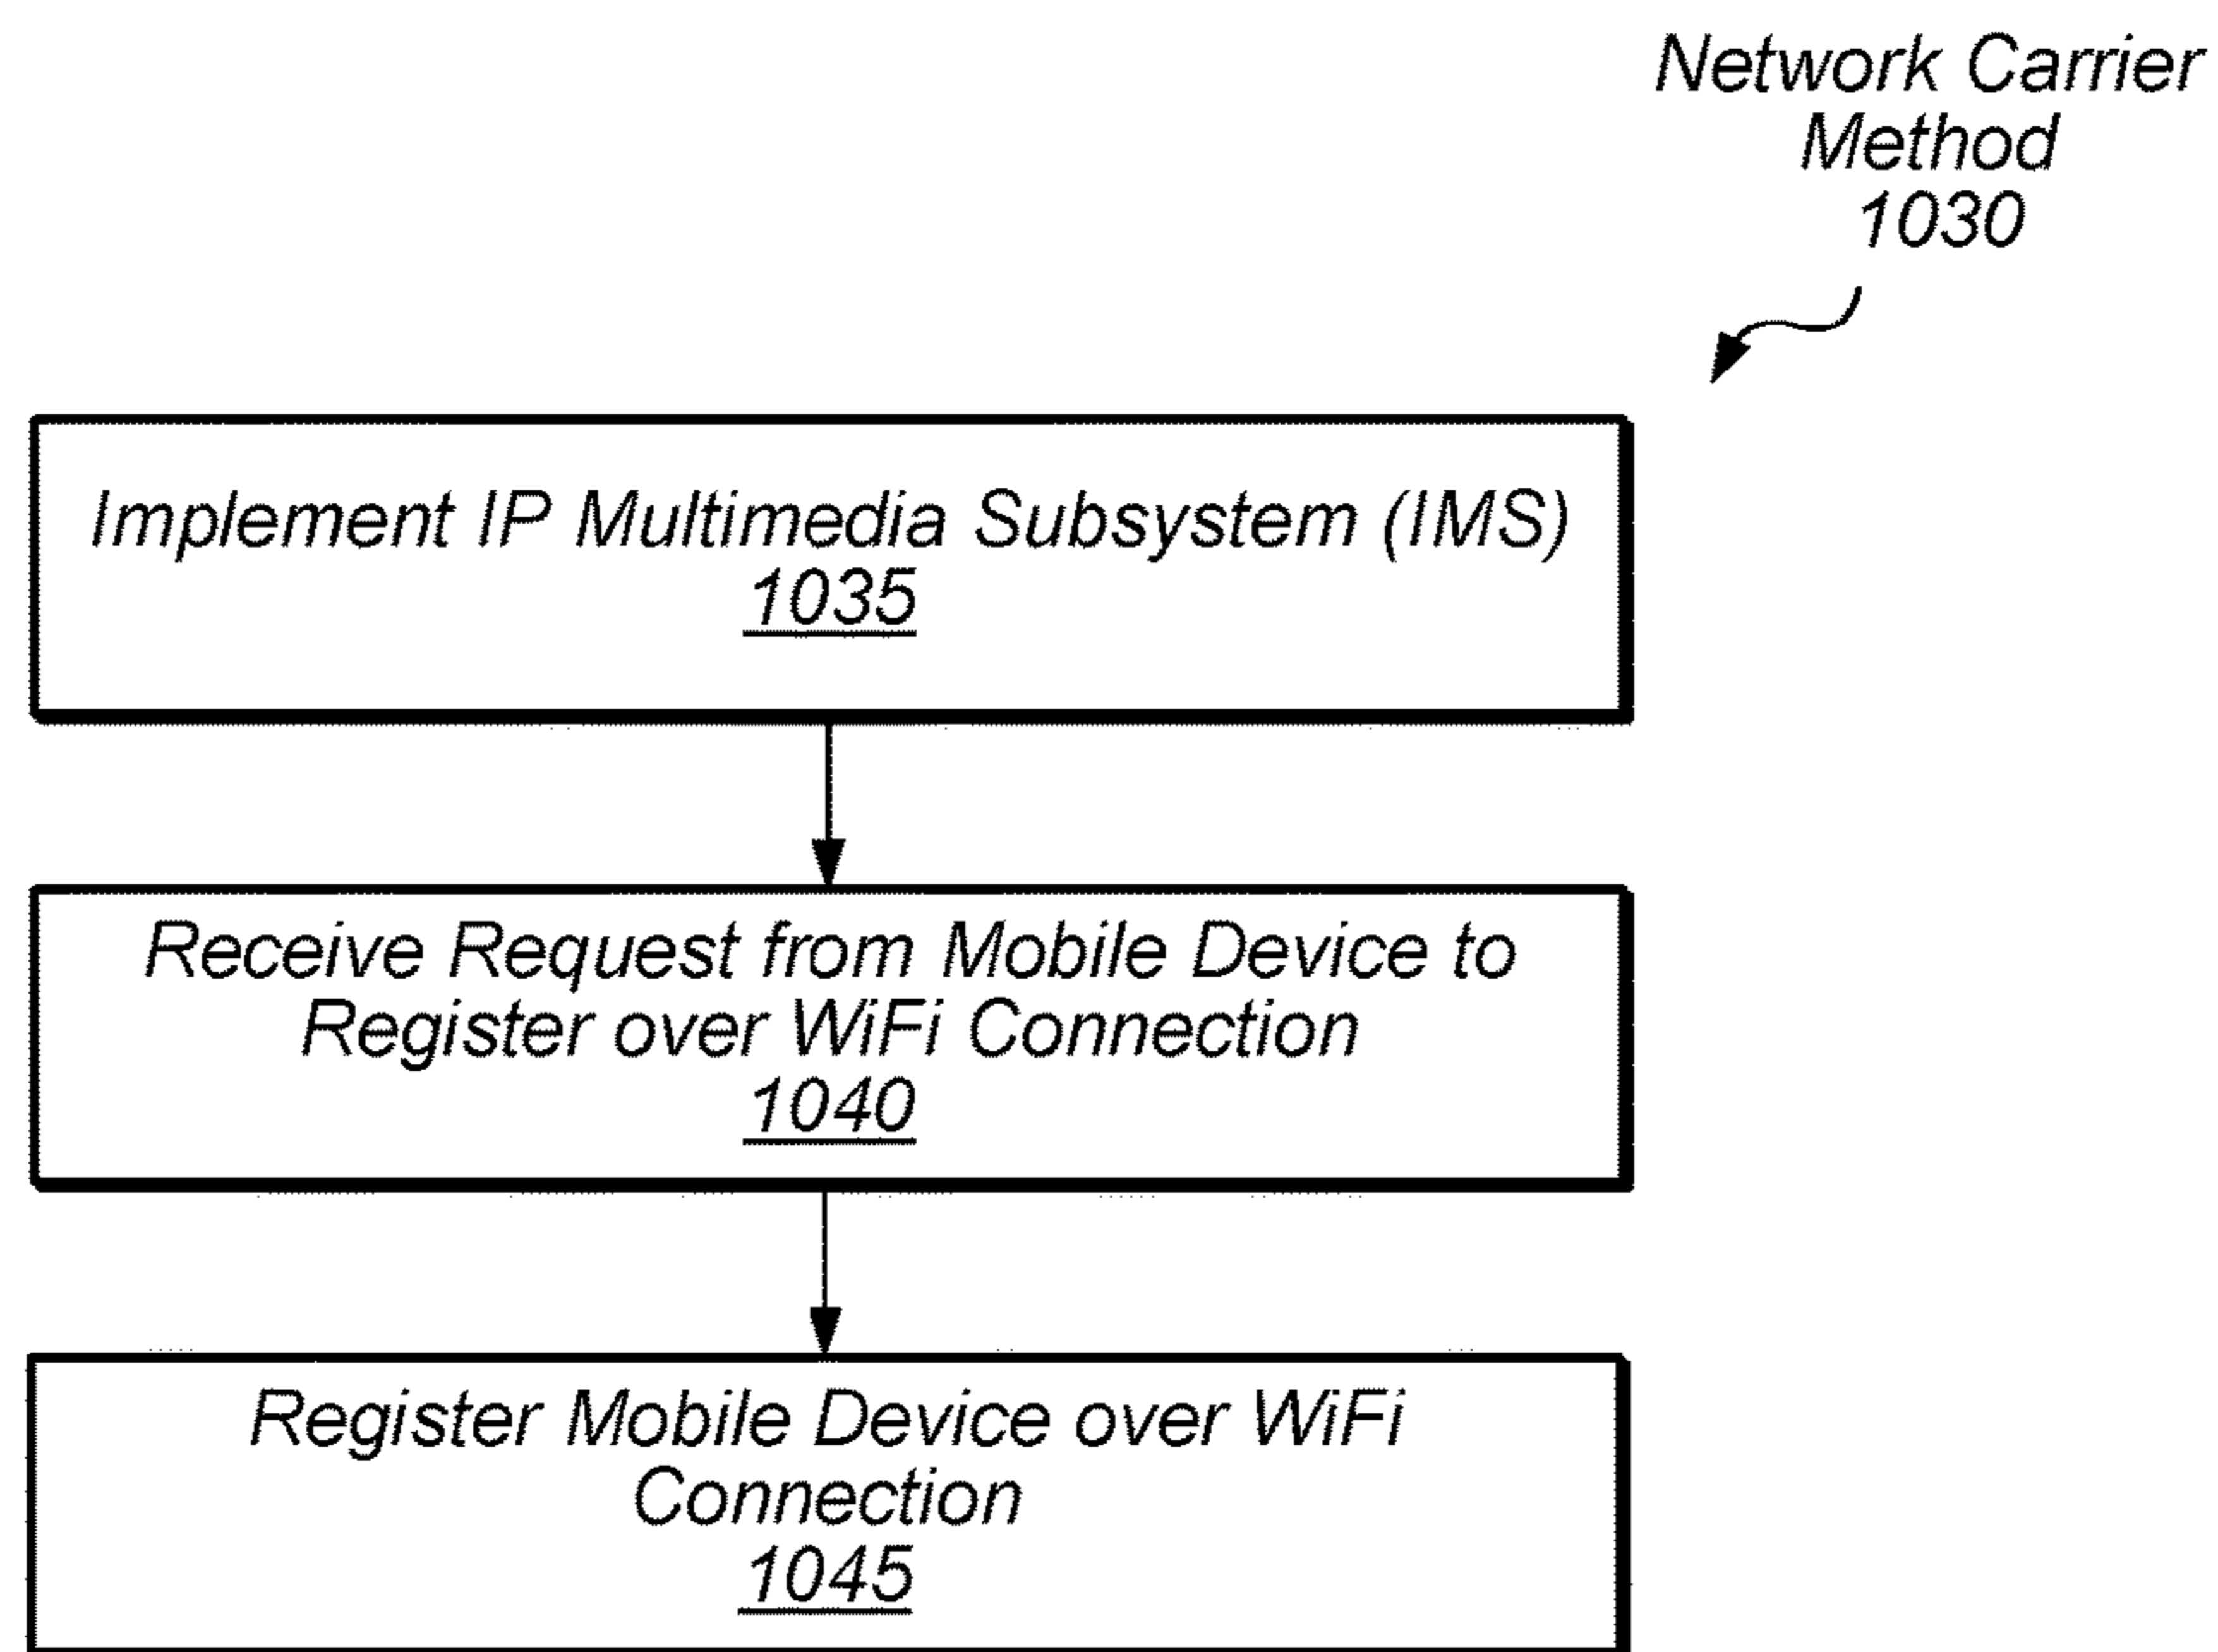 Network Carrier
Method
1030
Implement IP Multimedia Subsystem (IMS)
1035
Receive Request from Mobile Device to
Register over WiFi Connection
1040
Register Mobile Device over WiFi
Connection
1045